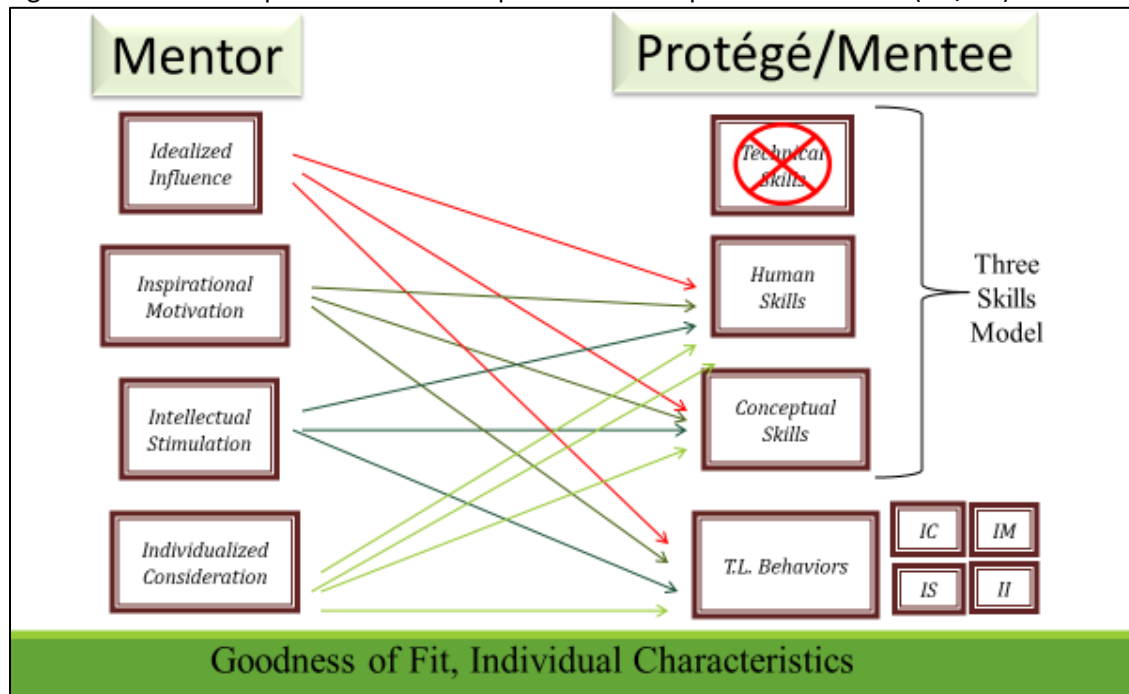 Mentor
Protégé/Mentee
Idealized
Influence
Inspirational
Motivation
Intellectual
Stimulation
Individualized
Consideration
Technical
Skills
Human
Skills
Conceptual
Skills
T.L. Behaviors
IC
IM
IS
II
Three
Skills
Model
Goodness of Fit, Individual Characteristics